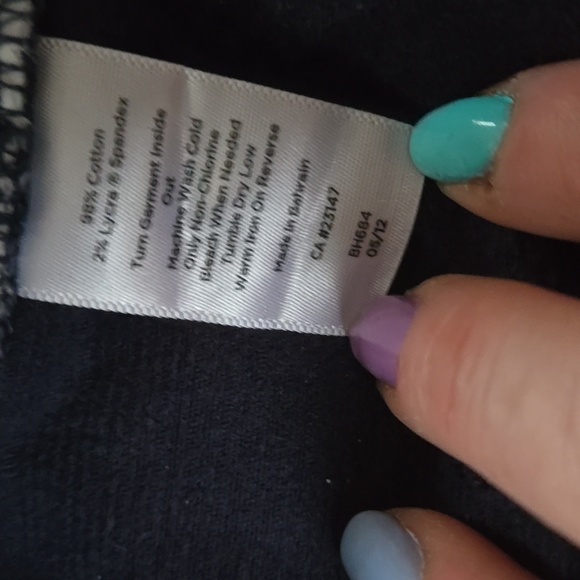 98% Cotton
2% Lycra ® Spandex
Turn Garment Inside
Out
Machine Wash Cold
Only Non-Chlorine
Bleach When Needed
Tumble Dry Low
Warm Iron On Reverse
Made In Bahrain
CA #23147
BH684
06/12